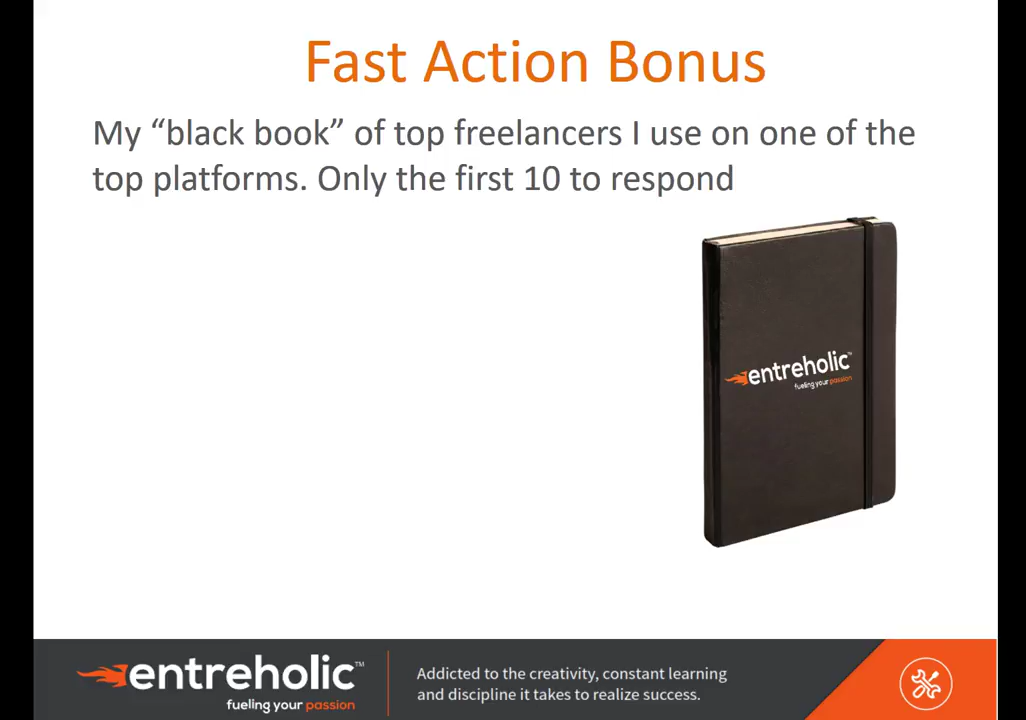 Fast Action Bonus
My “black book” of top freelancers I use on one of the
top platforms. Only the first 10 to respond
entreholic™
fueling your passion
entreholic™
fueling your passion
Addicted to the creativity, constant learning
and discipline it takes to realize success.